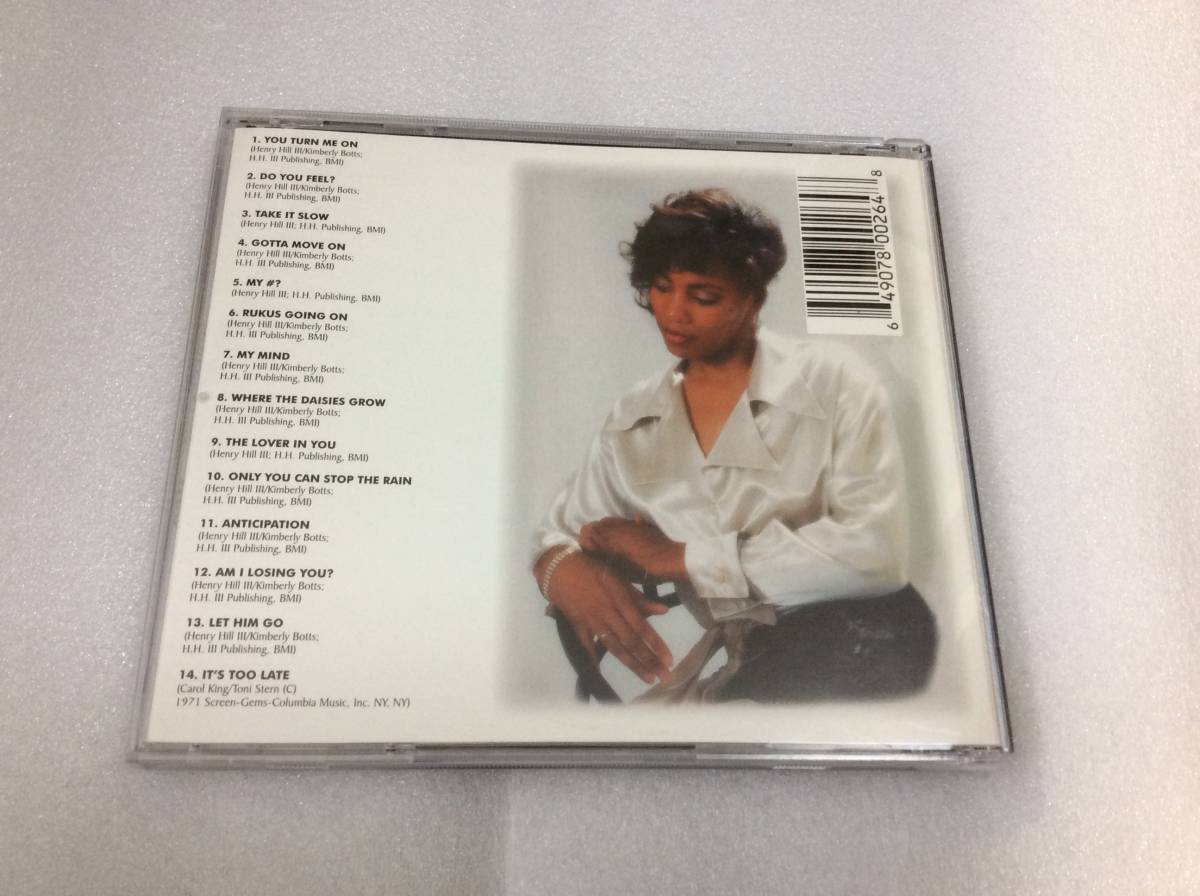 1. YOU TURN ME ON
(Henry Hill III/Kimberly Botts;
H.H. III Publishing, BMI)
2. DO YOU FEEL?
(Henry Hill III/Kimberly Botts;
H.H. III Publishing, BMI)
3. TAKE IT SLOW
(Henry Hill III; H.H. Publishing, BMI)
4. GOTTA MOVE ON
(Henry Hill III/Kimberly Botts;
H.H. III Publishing, BMI)
5. MY #?
(Henry Hill III; H.H. Publishing, BMI)
6. RUKUS GOING ON
(Henry Hill III/Kimberly Botts;
H.H. III Publishing, BMI)
7. MY MIND
(Henry Hill III/Kimberly Botts;
H.H. III Publishing, BMI)
8. WHERE THE DAISIES GROW
(Henry Hill III/Kimberly Botts;
H.H. III Publishing, BMI)
9. THE LOVER IN YOU
(Henry Hill III; H.H. Publishing, BMI)
10. ONLY YOU CAN STOP THE RAIN
(Henry Hill III/Kimberly Botts;
H.H. III Publishing, BMI)
11. ANTICIPATION
(Henry Hill III/Kimberly Botts;
H.H. III Publishing, BMI)
12. AM I LOSING YOU?
(Henry Hill III/Kimberly Botts;
H.H. III Publishing, BMI)
13. LET HIM GO
(Henry Hill III/Kimberly Botts;
H.H. III Publishing, BMI)
14. IT'S TOO LATE
(Carol King/Toni Stern (C)
1971 Screen-Gems-Columbia Music, Inc. NY, NY)
6 49078 00264 8